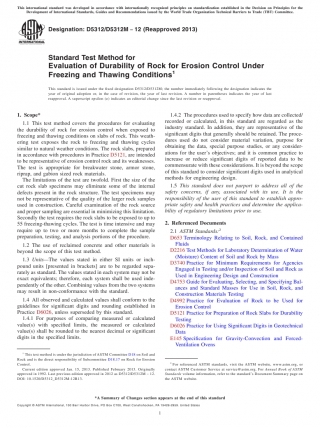 This international standard was developed in accordance with internationally recognized principles on standardization established in the Decision on Principles for the
Development of International Standards, Guides and Recommendations issued by the World Trade Organization Technical Barriers to Trade (TBT) Committee.
Designation: D5312/D5312M − 12 (Reapproved 2013)
Standard Test Method for
Evaluation of Durability of Rock for Erosion Control Under
Freezing and Thawing Conditions1
This standard is issued under the fixed designation D5312/D5312M; the number immediately following the designation indicates the
year of original adoption or, in the case of revision, the year of last revision. A number in parentheses indicates the year of last
reapproval. A superscript epsilon (ε) indicates an editorial change since the last revision or reapproval.
1. Scope*
1.1 This test method covers the procedures for evaluating
the durability of rock for erosion control when exposed to
freezing and thawing conditions on slabs of rock. This weath-
ering test exposes the rock to freezing and thawing cycles
similar to natural weather conditions. The rock slabs, prepared
in accordance with procedures in Practice D5121, are intended
to be representative of erosion control rock and its weaknesses.
The test is appropriate for breakwater stone, armor stone,
riprap, and gabion sized rock materials.
The limitations of the test are twofold. First the size of the
cut rock slab specimens may eliminate some of the internal
defects present in the rock structure. The test specimens may
not be representative of the quality of the larger rock samples
used in construction. Careful examination of the rock source
and proper sampling are essential in minimizing this limitation.
Secondly the test requires the rock slabs to be exposed to up to
55 freezing-thawing cycles. The test is time intensive and may
require up to two or more months to complete the sample
preparation, testing, and analysis portions of the procedure.
1.2 The use of reclaimed concrete and other materials is
beyond the scope of this test method.
1.3 Units—The values stated in either SI units or inch-
pound units [presented in brackets] are to be regarded sepa-
rately as standard. The values stated in each system may not be
exact equivalents; therefore, each system shall be used inde-
pendently of the other. Combining values from the two systems
may result in non-conformance with the standard.
1.4 All observed and calculated values shall conform to the
guidelines for significant digits and rounding established in
Practice D6026, unless superseded by this standard.
1.4.1 For purposes of comparing measured or calculated
value(s) with specified limits, the measured or calculated
value(s) shall be rounded to the nearest decimal or significant
digits in the specified limits.
1 This test method is under the jurisdiction of ASTM Committee D18 on Soil and
Rock and is the direct responsibility of Subcommittee D18.17 on Rock for Erosion
Control.
Current edition approved Jan. 15, 2013. Published February 2013. Originally
approved in 1992. Last previous edition approved in 2012 as D5312/D5312M – 12.
DOI: 10.1520/D5312_D5312M-12R13.
1.4.2 The procedures used to specify how data are collected/
recorded or calculated, in this standard are regarded as the
industry standard. In addition, they are representative of the
significant digits that generally should be retained. The proce-
dures used do not consider material variation, purpose for
obtaining the data, special purpose studies, or any consider-
ations for the user's objectives; and it is common practice to
increase or reduce significant digits of reported data to be
commensurate with these considerations. It is beyond the scope
of this standard to consider significant digits used in analytical
methods for engineering design.
1.5 This standard does not purport to address all of the
safety concerns, if any, associated with its use. It is the
responsibility of the user of this standard to establish appro-
priate safety and health practices and determine the applica-
bility of regulatory limitations prior to use.
2. Referenced Documents
2.1 ASTM Standards:2
D653 Terminology Relating to Soil, Rock, and Contained
Fluids
D2216 Test Methods for Laboratory Determination of Water
(Moisture) Content of Soil and Rock by Mass
D3740 Practice for Minimum Requirements for Agencies
Engaged in Testing and/or Inspection of Soil and Rock as
Used in Engineering Design and Construction
D4753 Guide for Evaluating, Selecting, and Specifying Bal-
ances and Standard Masses for Use in Soil, Rock, and
Construction Materials Testing
D4992 Practice for Evaluation of Rock to be Used for
Erosion Control
D5121 Practice for Preparation of Rock Slabs for Durability
Testing
D6026 Practice for Using Significant Digits in Geotechnical
Data
E145 Specification for Gravity-Convection and Forced-
Ventilation Ovens
2 For referenced ASTM standards, visit the ASTM website, www.astm.org, or
contact ASTM Customer Service at service@astm.org. For Annual Book of ASTM
Standards volume information, refer to the standard's Document Summary page on
the ASTM website.
*A Summary of Changes section appears at the end of this standard
Copyright © ASTM International, 100 Barr Harbor Drive, PO Box C700, West Conshohocken, PA 19428-2959. United States
1